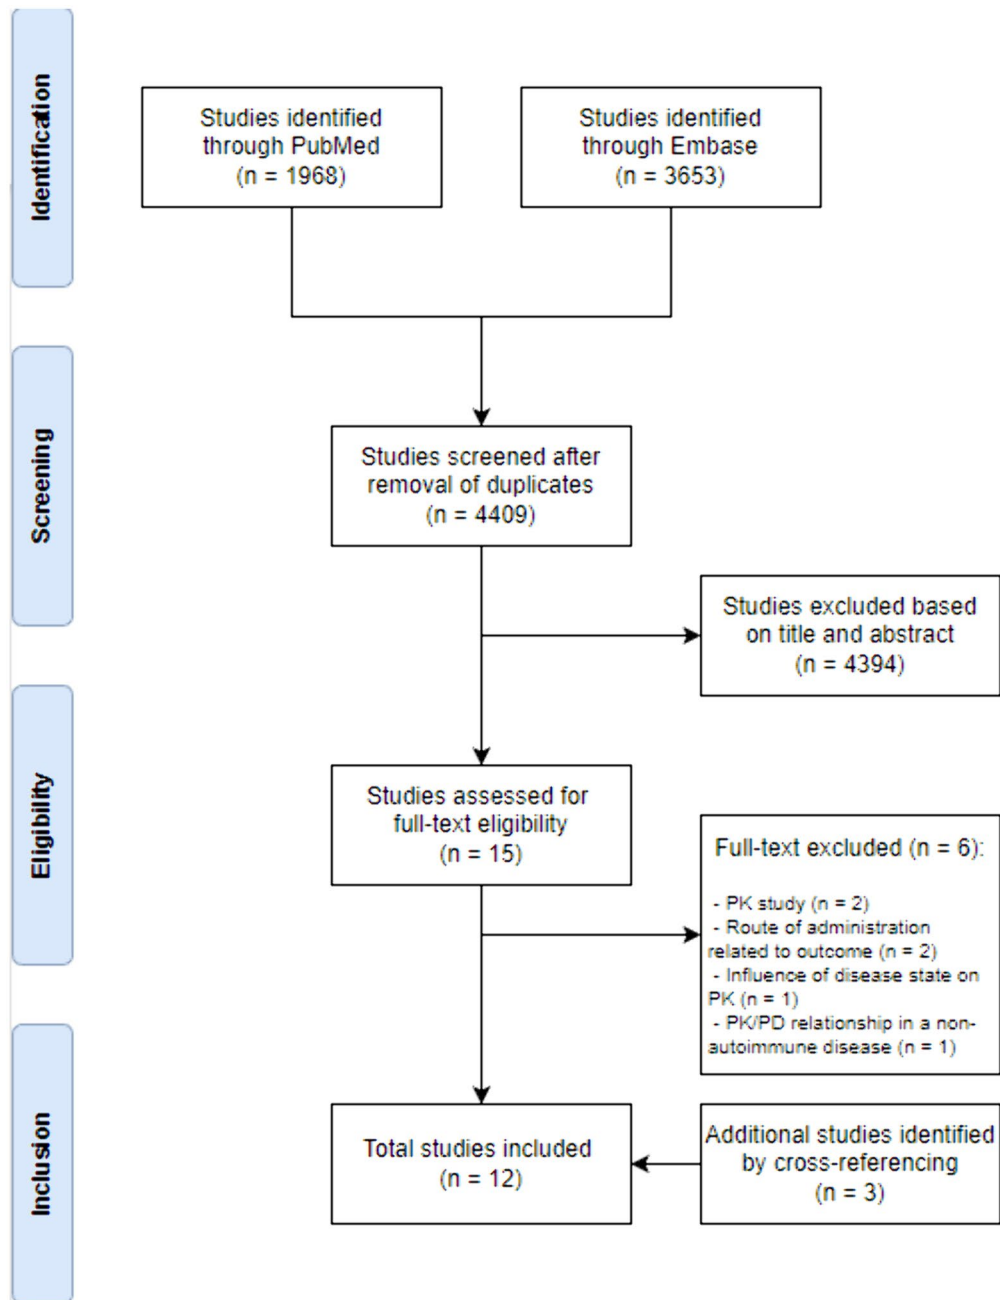 Identification
Studies identified
through PubMed
(n = 1968)
Studies identified
through Embase
(n = 3653)
Screening
Studies screened after
removal of duplicates
(n = 4409)
Studies excluded based
on title and abstract
(n = 4394)
Eligibility
Studies assessed for
full-text eligibility
(n = 15)
Full-text excluded (n = 6):
- PK study (n = 2)
- Route of administration
related to outcome (n = 2)
- Influence of disease state on
PK (n = 1)
- PK/PD relationship in a non-
autoimmune disease (n = 1)
Inclusion
Total studies included
(n = 12)
Additional studies identified
by cross-referencing
(n = 3)